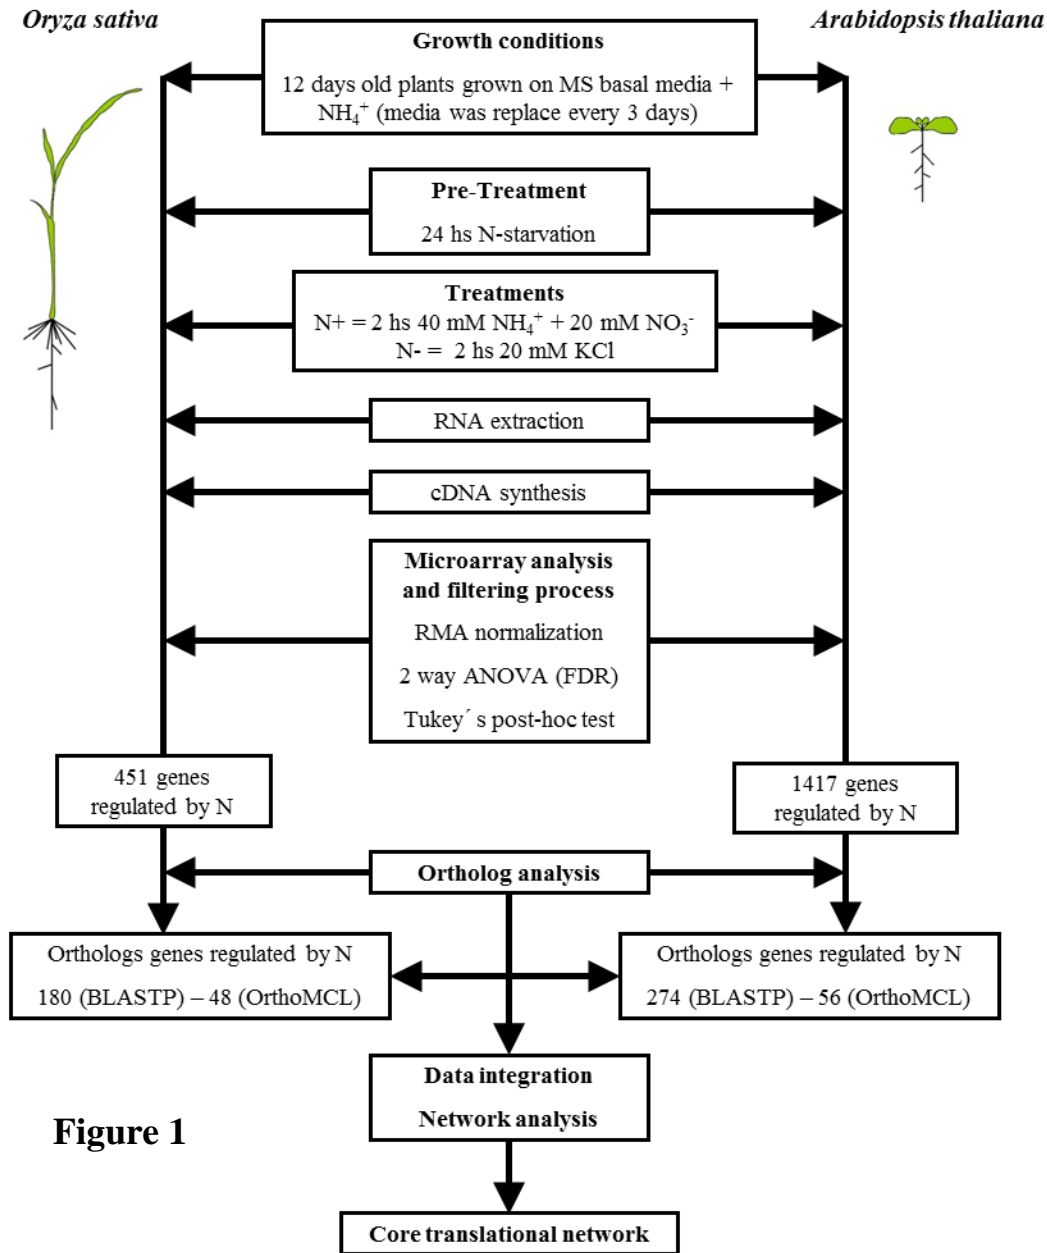 Oryza sativa
Arabidopsis thaliana
Growth conditions
12 days old plants grown on MS basal media +
NH₄⁺ (media was replace every 3 days)
Pre-Treatment
24 hs N-starvation
Treatments
N+ = 2 hs 40 mM NH₄⁺ + 20 mM NO₃⁻
N- = 2 hs 20 mM KCl
RNA extraction
cDNA synthesis
Microarray analysis
and filtering process
RMA normalization
2 way ANOVA (FDR)
Tukey´ s post-hoc test
451 genes
regulated by N
1417 genes
regulated by N
Ortholog analysis
Orthologs genes regulated by N
180 (BLASTP) – 48 (OrthoMCL)
Orthologs genes regulated by N
274 (BLASTP) – 56 (OrthoMCL)
Data integration
Network analysis
Figure 1
Core translational network